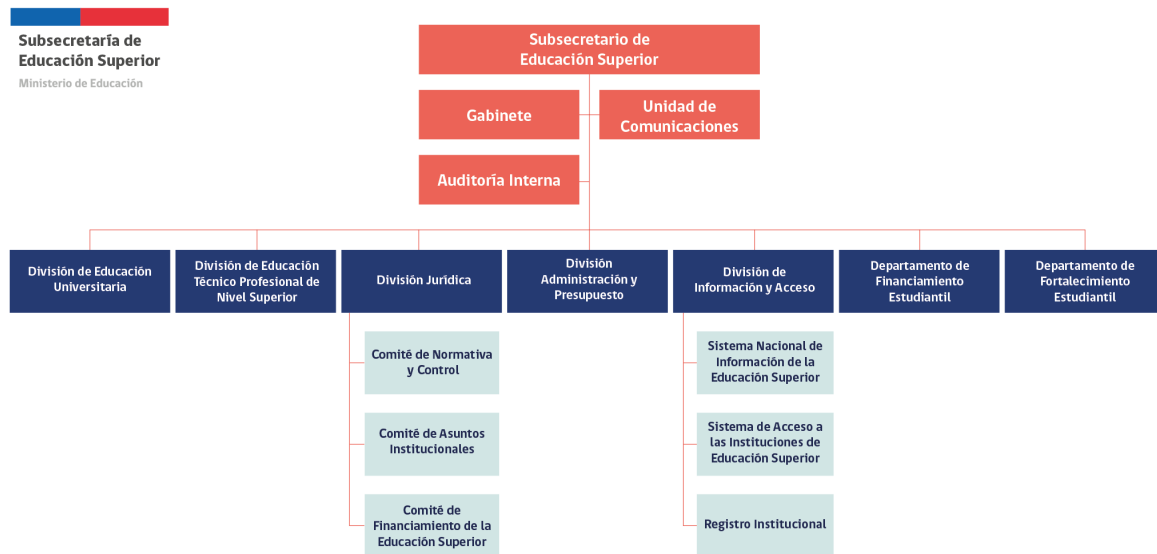 Subsecretaría de
Educación Superior
Ministerio de Educación
Subsecretario de
Educación Superior
Gabinete
Unidad de
Comunicaciones
Auditoría Interna
División de Educación
Universitaria
División de Educación
Técnico Profesional de
Nivel Superior
División Jurídica
División
Administración y
Presupuesto
División de
Información y Acceso
Departamento de
Financiamiento
Estudiantil
Departamento de
Fortalecimiento
Estudiantil
Comité de Normativa
y Control
Comité de Asuntos
Institucionales
Comité de
Financiamiento de la
Educación Superior
Sistema Nacional de
Información de la
Educación Superior
Sistema de Acceso a
las Instituciones de
Educación Superior
Registro Institucional